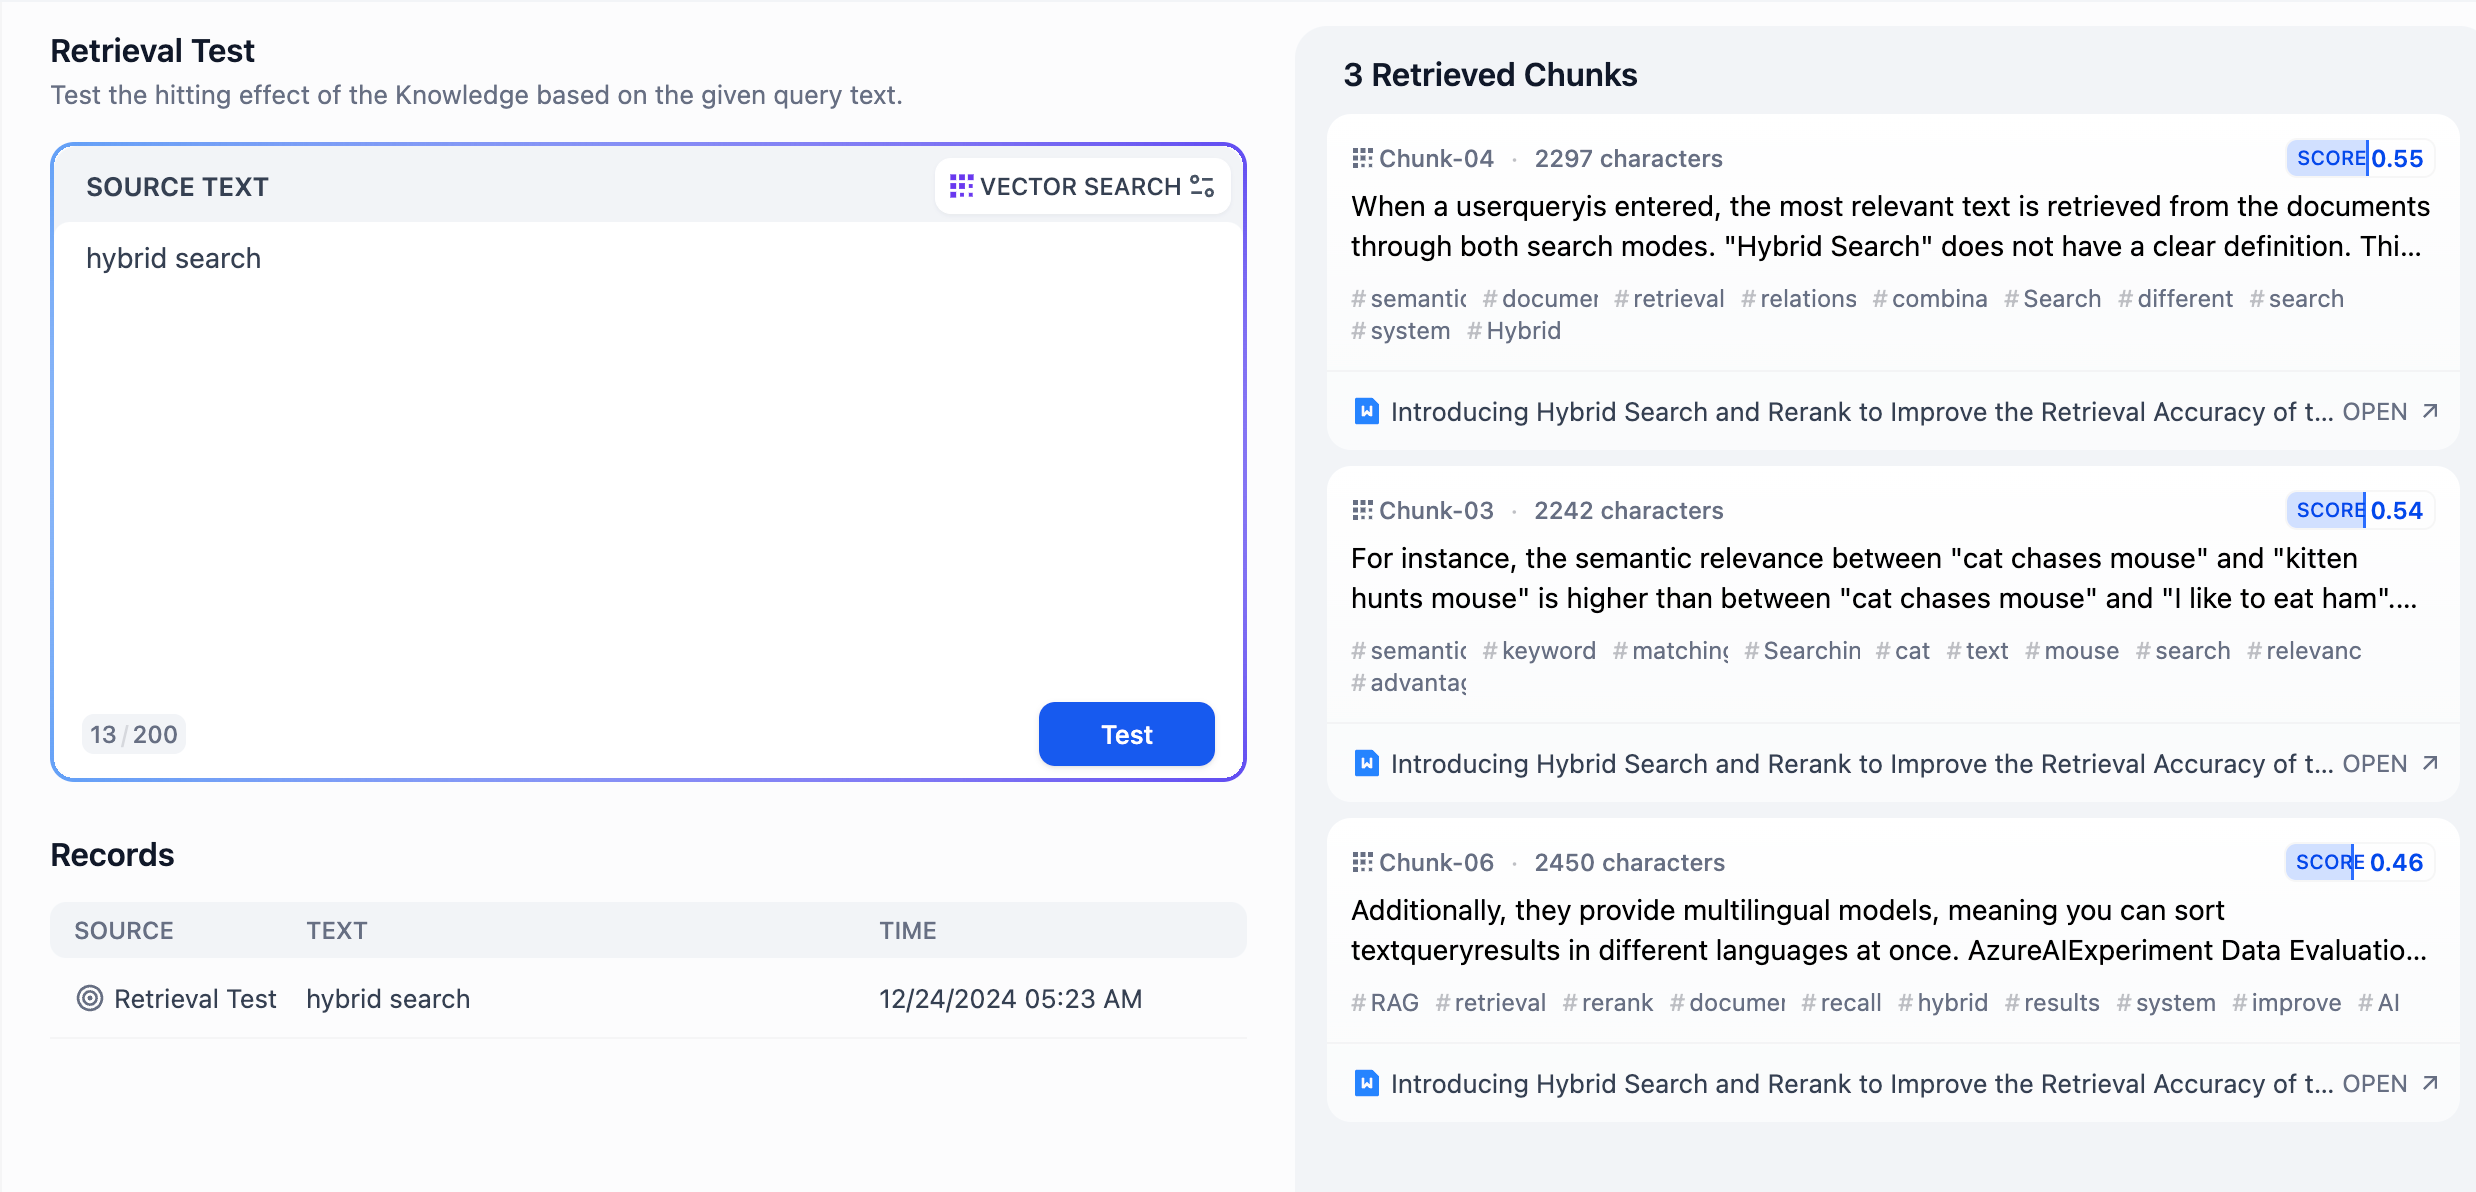 Retrieval Test
Test the hitting effect of the Knowledge based on the given query text.
SOURCE TEXT
VECTOR SEARCH
hybrid search
13 / 200
Test
Records
SOURCE TEXT TIME
Retrieval Test hybrid search 12/24/2024 05:23 AM
3 Retrieved Chunks
Chunk-04 · 2297 characters
SCORE 0.55
When a userqueryis entered, the most relevant text is retrieved from the documents
through both search modes. "Hybrid Search" does not have a clear definition. Thi...
# semantic # documen # retrieval # relations # combina # Search # different # search
# system # Hybrid
Introducing Hybrid Search and Rerank to Improve the Retrieval Accuracy of t... OPEN
Chunk-03 · 2242 characters
SCORE 0.54
For instance, the semantic relevance between "cat chases mouse" and "kitten
hunts mouse" is higher than between "cat chases mouse" and "I like to eat ham"....
# semantic # keyword # matching # Searchin # cat # text # mouse # search # relevanc
# advantag
Introducing Hybrid Search and Rerank to Improve the Retrieval Accuracy of t... OPEN
Chunk-06 · 2450 characters
SCORE 0.46
Additionally, they provide multilingual models, meaning you can sort
textqueryresults in different languages at once. AzureAIExperiment Data Evaluatio...
# RAG # retrieval # rerank # documen # recall # hybrid # results # system # improve # AI
Introducing Hybrid Search and Rerank to Improve the Retrieval Accuracy of t... OPEN